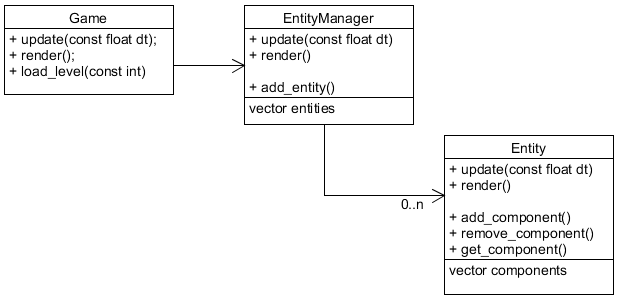 Game
+ update(const float dt);
+ render();
+ load_level(const int)
EntityManager
+ update(const float dt)
+ render()
+ add_entity()
vector entities
0..n
Entity
+ update(const float dt)
+ render()
+ add_component()
+ remove_component()
+ get_component()
vector components